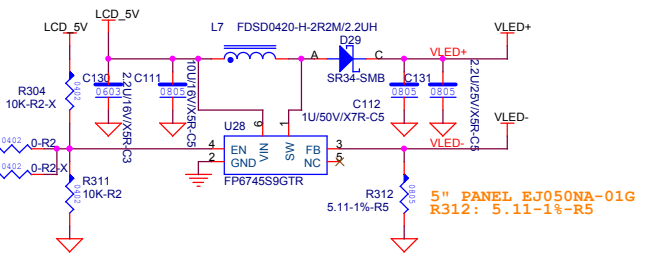 LCD_5V
LCD_5V
L7 FDSD0420-H-2R2M/2.2UH
D29
VLED+
A
C
VLED+
SR34-SMB
R304
10K-R2-X
0402
C130
0603
2.2U/16V/X5R-C3
C111
0805
10U/16V/X5R-C5
C112
1U/50V/X7R-C5
0805
C131
0805
2.2U/25V/X5R-C5
VLED-
VLED-
U28
6
1
0402
0-R2
4
EN
VIN
SW
FB
3
2
GND
NC
5
0402
0-R2-X
FP6745S9GTR
R311
10K-R2
0402
R312
5.11-1%-R5
0805
5" PANEL EJ050NA-01G
R312: 5.11-1%-R5